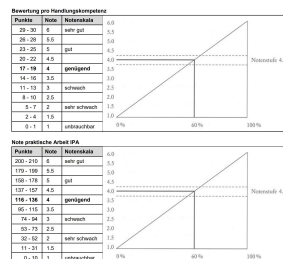 Bewertung pro Handlungskompetenz
Punkte Note Notenskala
29 - 30 6 sehr gut
26 - 28 5.5
23 - 25 5 gut
20 - 22 4.5
17 - 19 4 genügend
14 - 16 3.5
11 - 13 3 schwach
8 - 10 2.5
5 - 7 2 sehr schwach
2 - 4 1.5
0 - 1 1 unbrauchbar
6.0
5.5
5.0
4.5
4.0
3.5
3.0
2.5
2.0
1.5
1.0
0% 60% 100%
Notenstufe 4.
Note praktische Arbeit IPA
Punkte Note Notenskala
200 - 210 6 sehr gut
179 - 199 5.5
158 - 178 5 gut
137 - 157 4.5
116 - 136 4 genügend
95 - 115 3.5
74 - 94 3 schwach
53 - 73 2.5
32 - 52 2 sehr schwach
11 - 31 1.5
0 - 10 1 unbrauchbar
6.0
5.5
5.0
4.5
4.0
3.5
3.0
2.5
2.0
1.5
1.0
0% 60% 100%
Notenstufe 4.